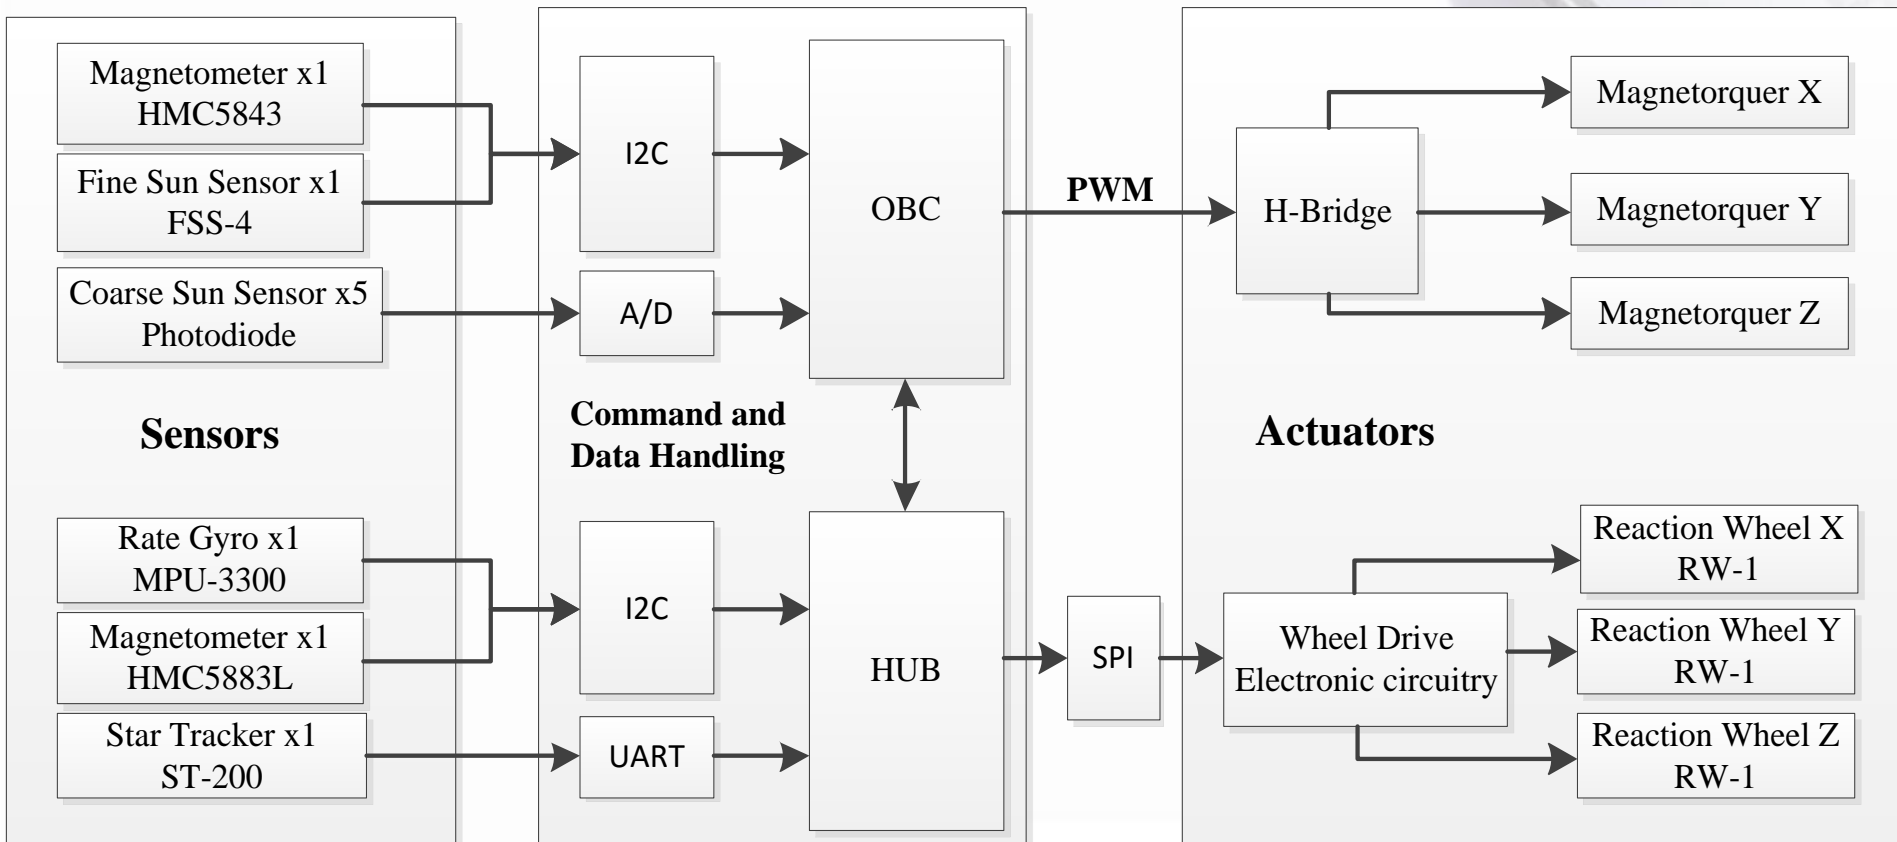 Magnetometer x1
HMC5843
Fine Sun Sensor x1
FSS-4
Coarse Sun Sensor x5
Photodiode
Sensors
Rate Gyro x1
MPU-3300
Magnetometer x1
HMC5883L
Star Tracker x1
ST-200
I2C
A/D
OBC
Command and
Data Handling
I2C
UART
HUB
PWM
SPI
H-Bridge
Magnetorquer X
Magnetorquer Y
Magnetorquer Z
Actuators
Wheel Drive
Electronic circuitry
Reaction Wheel X
RW-1
Reaction Wheel Y
RW-1
Reaction Wheel Z
RW-1